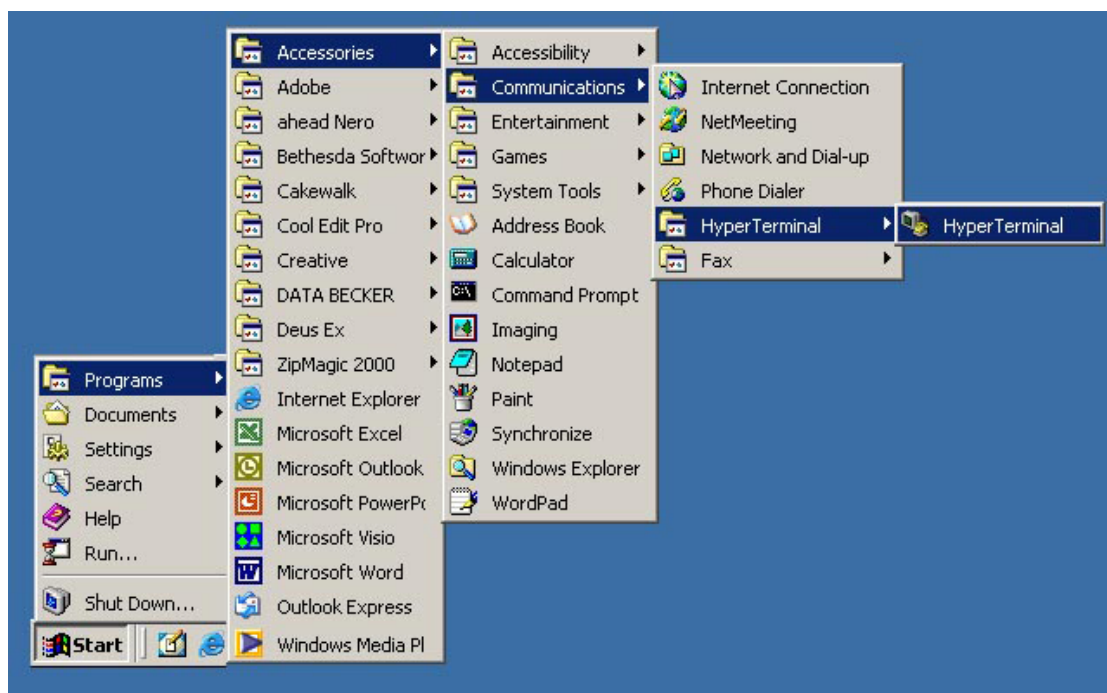 Programs
Documents
Settings
Search
Help
Run...
Shut Down...
Start
Accessories
Adobe
ahead Nero
Bethesda Softwor
Cakewalk
Cool Edit Pro
Creative
DATA BECKER
Deus Ex
ZipMagic 2000
Internet Explorer
Microsoft Excel
Microsoft Outlook
Microsoft PowerPo
Microsoft Visio
Microsoft Word
Outlook Express
Windows Media Pl
Accessibility
Communications
Entertainment
Games
System Tools
Address Book
Calculator
Command Prompt
Imaging
Notepad
Paint
Synchronize
Windows Explorer
WordPad
Internet Connection
NetMeeting
Network and Dial-up
Phone Dialer
HyperTerminal
Fax
HyperTerminal